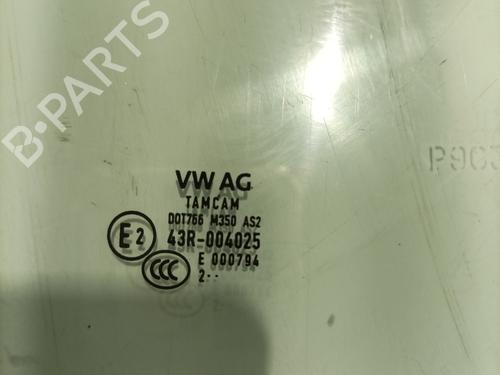 B-PARTS
VW AG
TAMCAM
DOT766 M350 AS2
E2 43R-004025
E 000794
CCC
2··